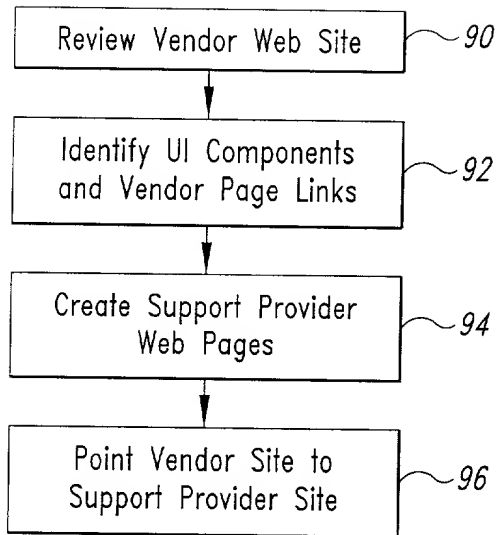 Review Vendor Web Site
90
Identify UI Components
and Vendor Page Links
92
Create Support Provider
Web Pages
94
Point Vendor Site to
Support Provider Site
96